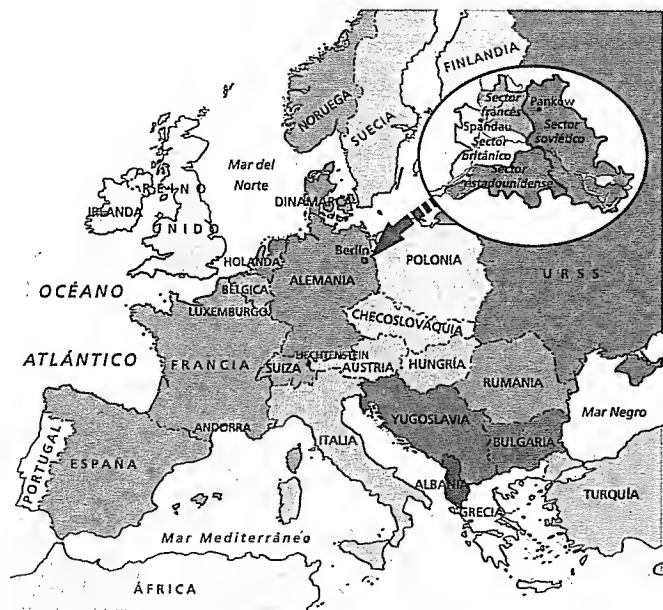 FINLANDIA
NORUEGA
SUECIA
Sector
francés
Pankow
Spandau
Sector
soviético
Sector
británico
Sector
estadounidense
Mar del
Norte
REINO
UNIDO
IRLANDA
DINAMARCA
Berlín
HOLANDA
POLONIA
URSS
BÉLGICA
ALEMANIA
OCÉANO
ATLÁNTICO
LUXEMBURGO
CHECOSLOVAQUIA
FRANCIA
LIECHTENSTEIN
SUIZA
AUSTRIA
HUNGRÍA
RUMANIA
Mar Negro
ANDORRA
ITALIA
YUGOSLAVIA
BULGARIA
PORTUGAL
ESPAÑA
ALBANIA
GRECIA
TURQUÍA
Mar Mediterráneo
ÁFRICA